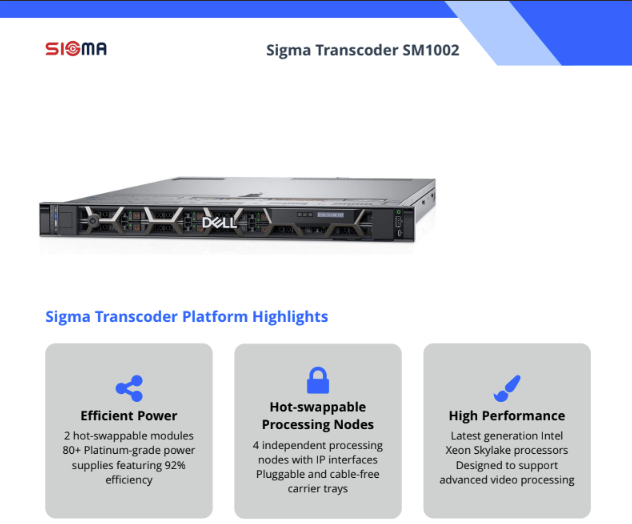 SIGMA
Sigma Transcoder SM1002
DELL
Sigma Transcoder Platform Highlights
Efficient Power
2 hot-swappable modules
80+ Platinum-grade power
supplies featuring 92%
efficiency
Hot-swappable
Processing Nodes
4 independent processing
nodes with IP interfaces
Pluggable and cable-free
carrier trays
High Performance
Latest generation Intel
Xeon Skylake processors
Designed to support
advanced video processing